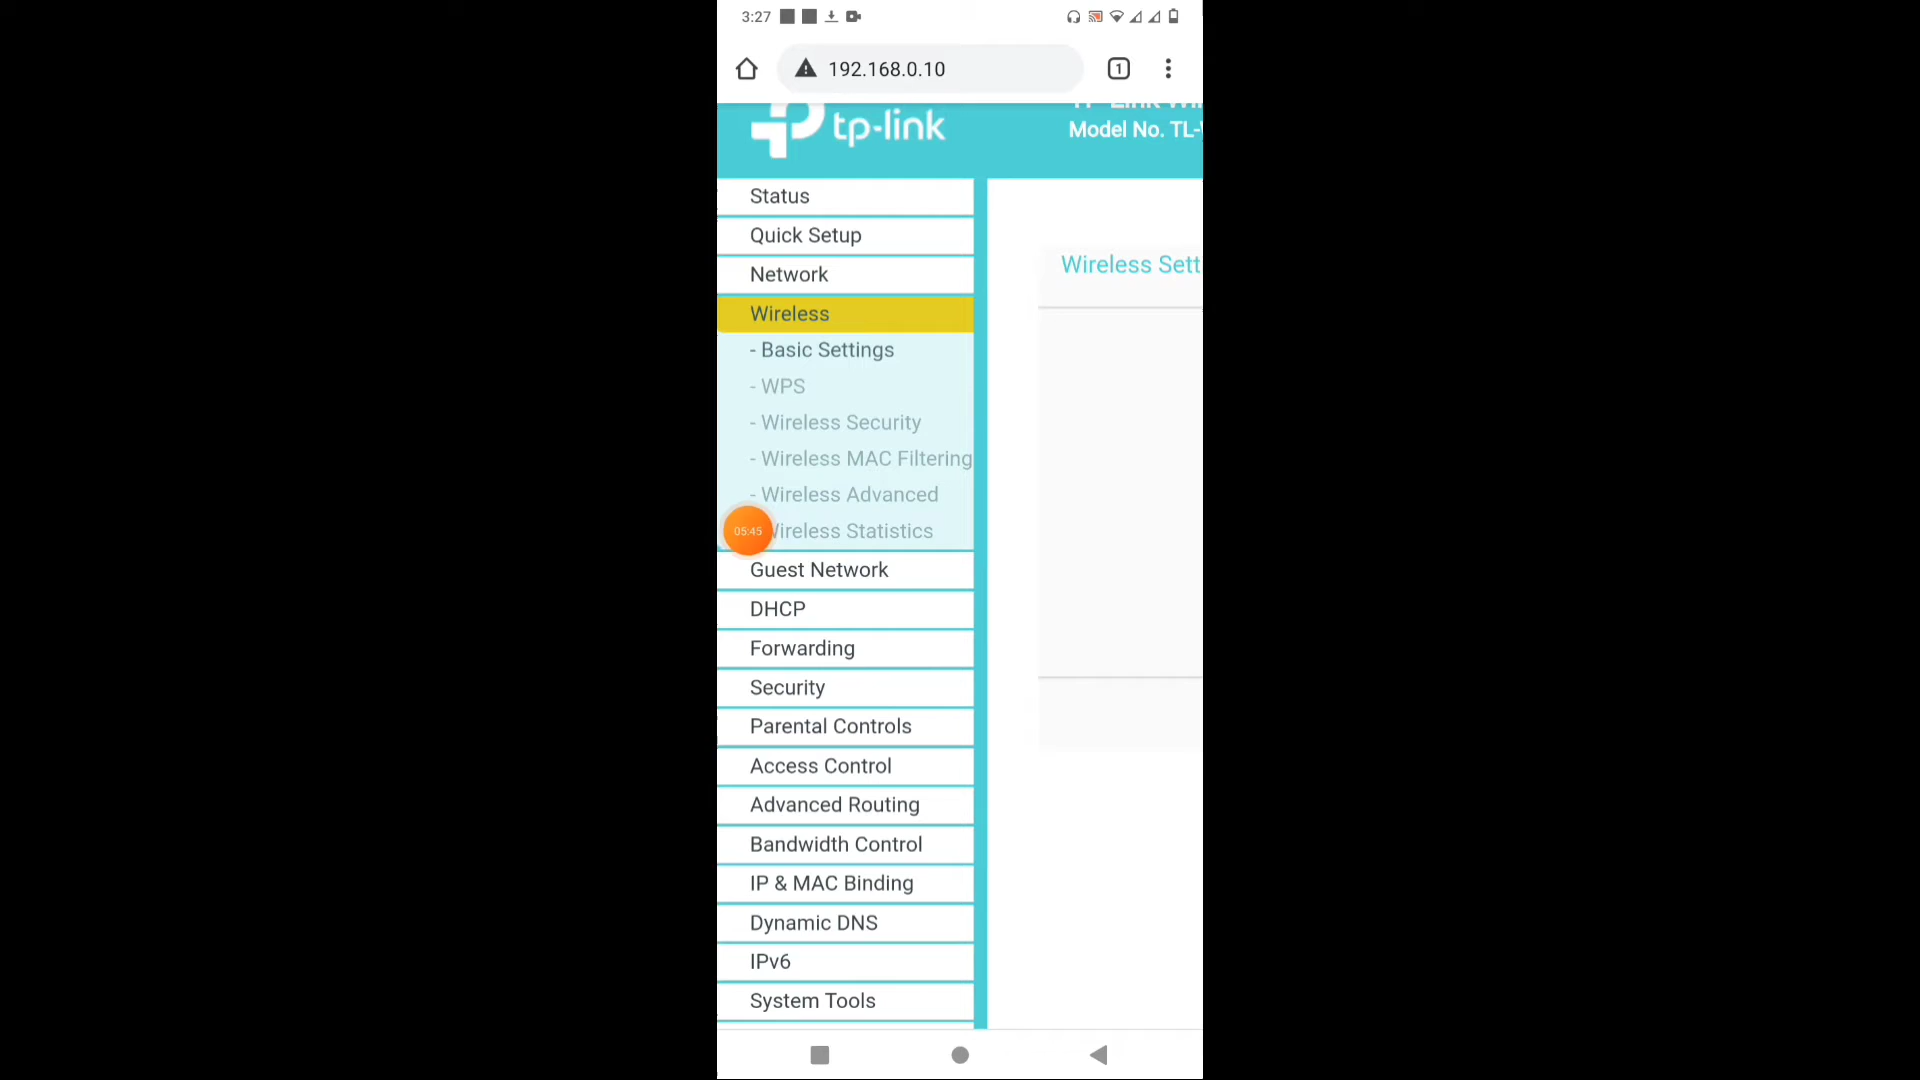 3:27
192.168.0.10
1
tp-link
Model No. TL-
Status
Quick Setup
Network
Wireless
- Basic Settings
- WPS
- Wireless Security
- Wireless MAC Filtering
- Wireless Advanced
05:45
Wireless Statistics
Guest Network
DHCP
Forwarding
Security
Parental Controls
Access Control
Advanced Routing
Bandwidth Control
IP & MAC Binding
Dynamic DNS
IPv6
System Tools
Wireless Sett